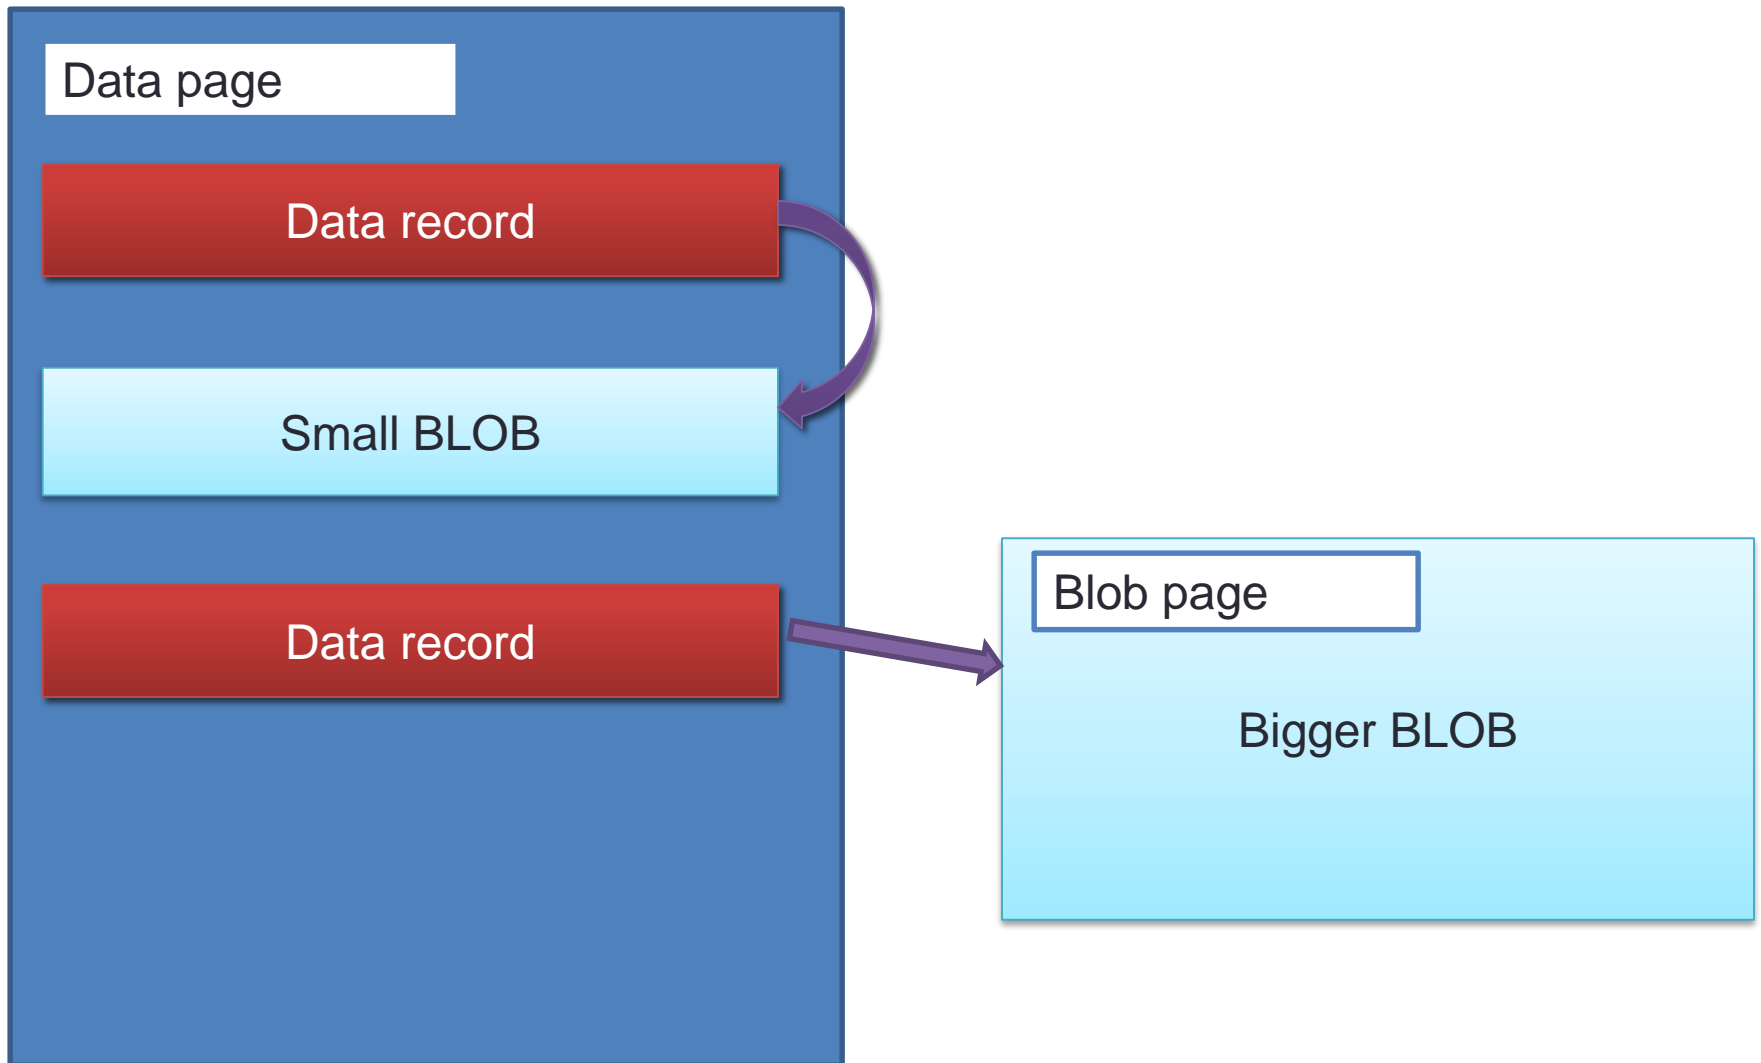 Data page
Data record
Small BLOB
Data record
Blob page
Bigger BLOB